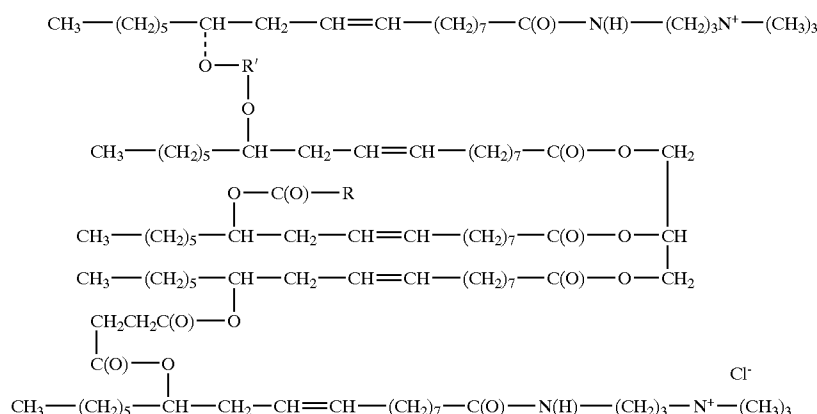 CH₃—(CH₂)₅—CH—CH₂—CH=CH—(CH₂)₇—C(O)—N(H)—(CH₂)₃N⁺—(CH₃)₃
O—R'
O
CH₃—(CH₂)₅—CH—CH₂—CH=CH—(CH₂)₇—C(O)—O—CH₂
O—C(O)—R
CH₃—(CH₂)₅—CH—CH₂—CH=CH—(CH₂)₇—C(O)—O—CH
CH₃—(CH₂)₅—CH—CH₂—CH=CH—(CH₂)₇—C(O)—O—CH₂
CH₂CH₂C(O)—O
C(O)—O
Cl⁻
CH₃—(CH₂)₅—CH—CH₂—CH=CH—(CH₂)₇—C(O)—N(H)—(CH₂)₃—N⁺—(CH₃)₃